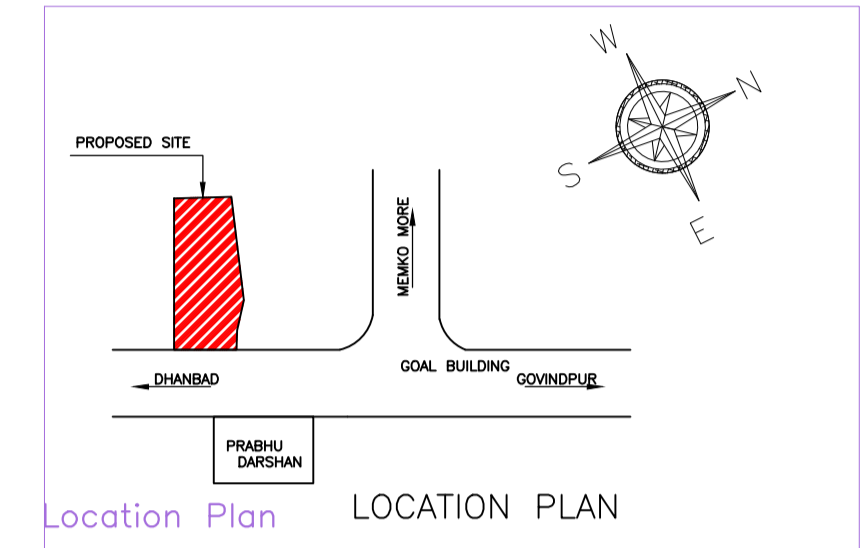 W
N
S
E
PROPOSED SITE
MEMKO MORE
GOAL BUILDING
DHANBAD
GOVINDPUR
PRABHU
DARSHAN
LOCATION PLAN
Location Plan